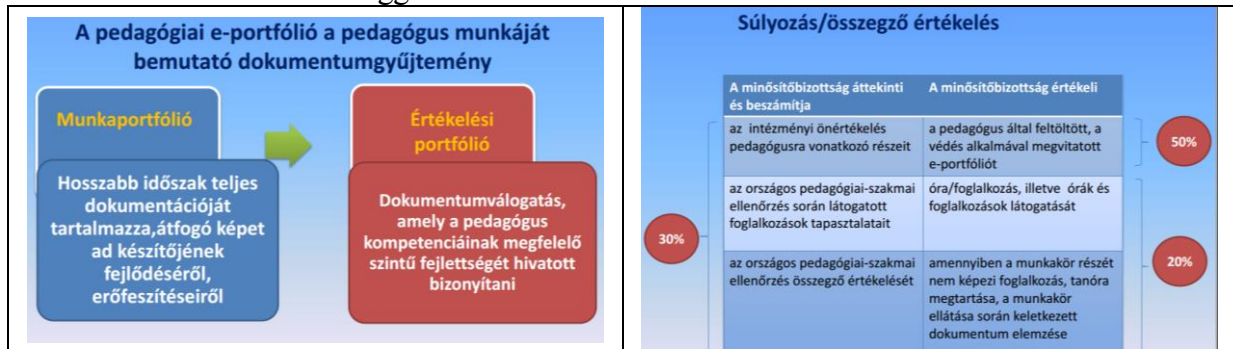 A pedagógiai e-portfólió a pedagógus munkáját
bemutató dokumentumgyűjtemény
Munkaportfólió
Hosszabb időszak teljes
dokumentációját
tartalmazza,átfogó képet
ad készítőjének
fejlődéséről,
erőfeszítéseiről
Értékelési
portfólió
Dokumentumválogatás,
amely a pedagógus
kompetenciáinak megfelelő
szintű fejlettségét hivatott
bizonyítani
Súlyozás/összegző értékelés
A minősítőbizottság áttekinti
és beszámítja
A minősítőbizottság értékeli
az intézményi önértékelés
pedagógusra vonatkozó részeit
a pedagógus által feltöltött, a
védés alkalmával megvitatott
e-portfóliót
50%
az országos pedagógiai-szakmai
ellenőrzés során látogatott
foglalkozások tapasztalatait
óra/foglalkozás, illetve órák és
foglalkozások látogatását
30%
az országos pedagógiai-szakmai
ellenőrzés összegző értékelését
amennyiben a munkakör részét
nem képezi foglalkozás, tanóra
megtartása, a munkakör
ellátása során keletkezett
dokumentum elemzése
20%